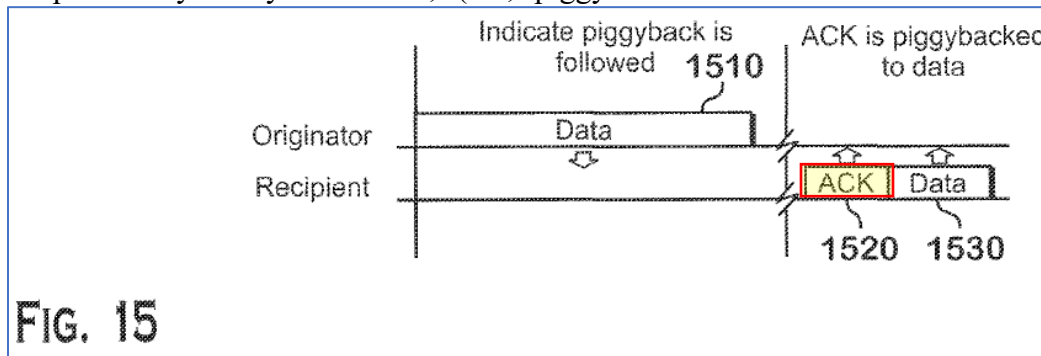 Indicate piggyback is
followed 1510
ACK is piggybacked
to data
Originator
Data
Recipient
ACK Data
1520 1530
FIG. 15